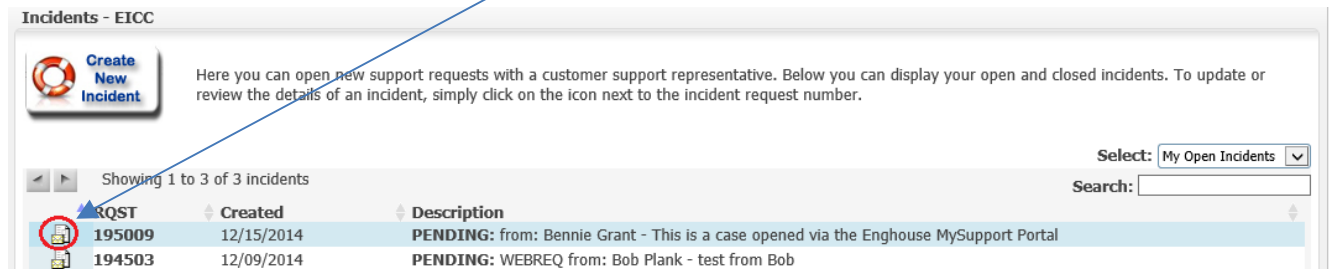 Incidents - EICC
Create
New
Incident
Here you can open new support requests with a customer support representative. Below you can display your open and closed incidents. To update or
review the details of an incident, simply click on the icon next to the incident request number.
Select: My Open Incidents
Showing 1 to 3 of 3 incidents
Search:
RQST Created Description
195009 12/15/2014 PENDING: from: Bennie Grant - This is a case opened via the Enghouse MySupport Portal
194503 12/09/2014 PENDING: WEBREQ from: Bob Plank - test from Bob